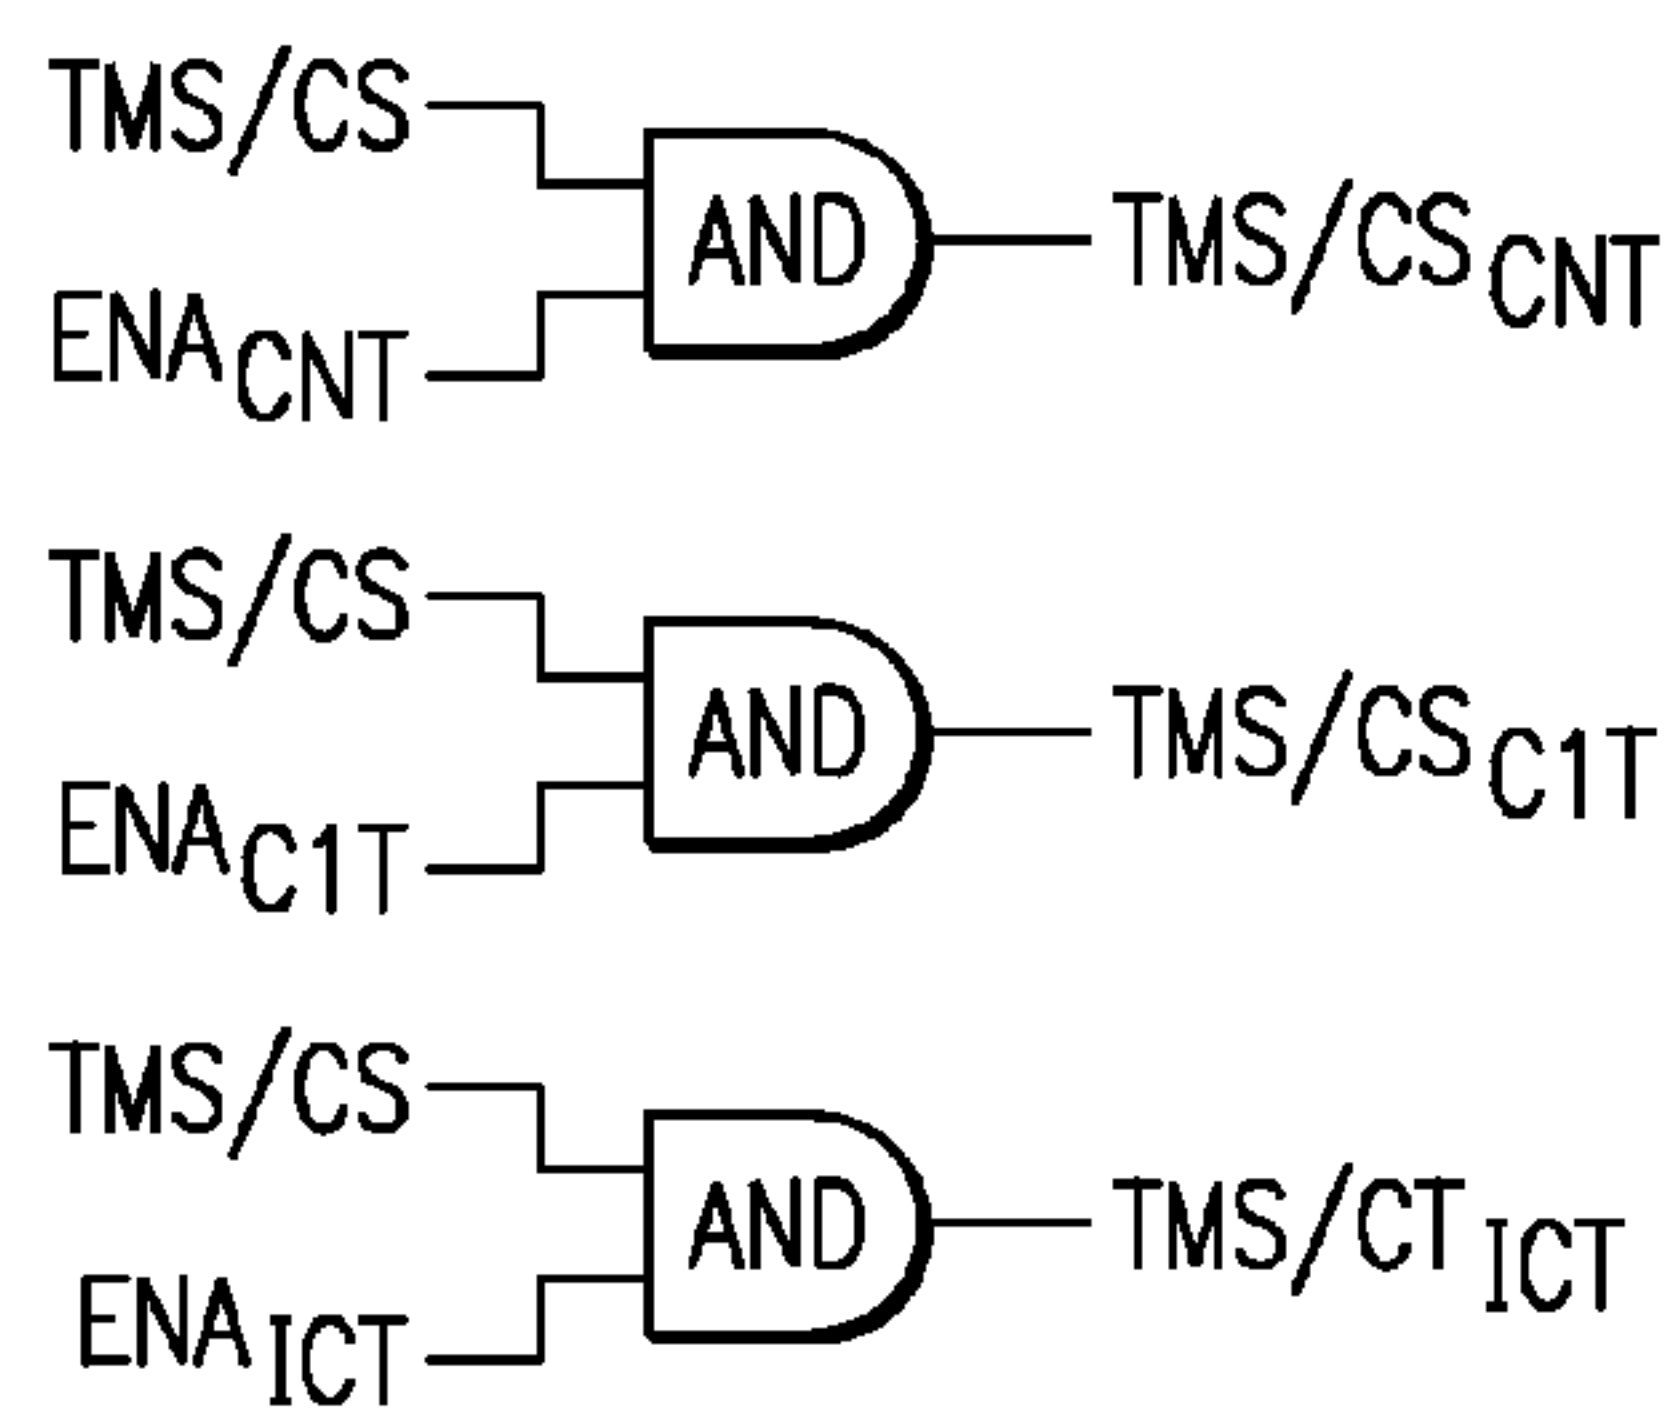 TMS/CS
AND
TMS/CS CNT
ENA CNT
TMS/CS
AND
TMS/CS C1T
ENA C1T
TMS/CS
AND
TMS/CT ICT
ENA ICT